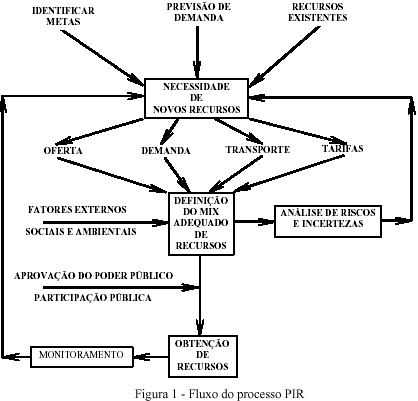 IDENTIFICAR
METAS
PREVISÃO DE
DEMANDA
RECURSOS
EXISTENTES
NECESSIDADE
DE
NOVOS RECURSOS
OFERTA
DEMANDA
TRANSPORTE
TARIFAS
FATORES EXTERNOS
SOCIAIS E AMBIENTAIS
DEFINIÇÃO
DO MIX
ADEQUADO
DE
RECURSOS
ANÁLISE DE RISCOS
E INCERTEZAS
APROVAÇÃO DO PODER PÚBLICO
PARTICIPAÇÃO PÚBLICA
OBTENÇÃO
DE
RECURSOS
MONITORAMENTO
Figura 1 - Fluxo do processo PIR